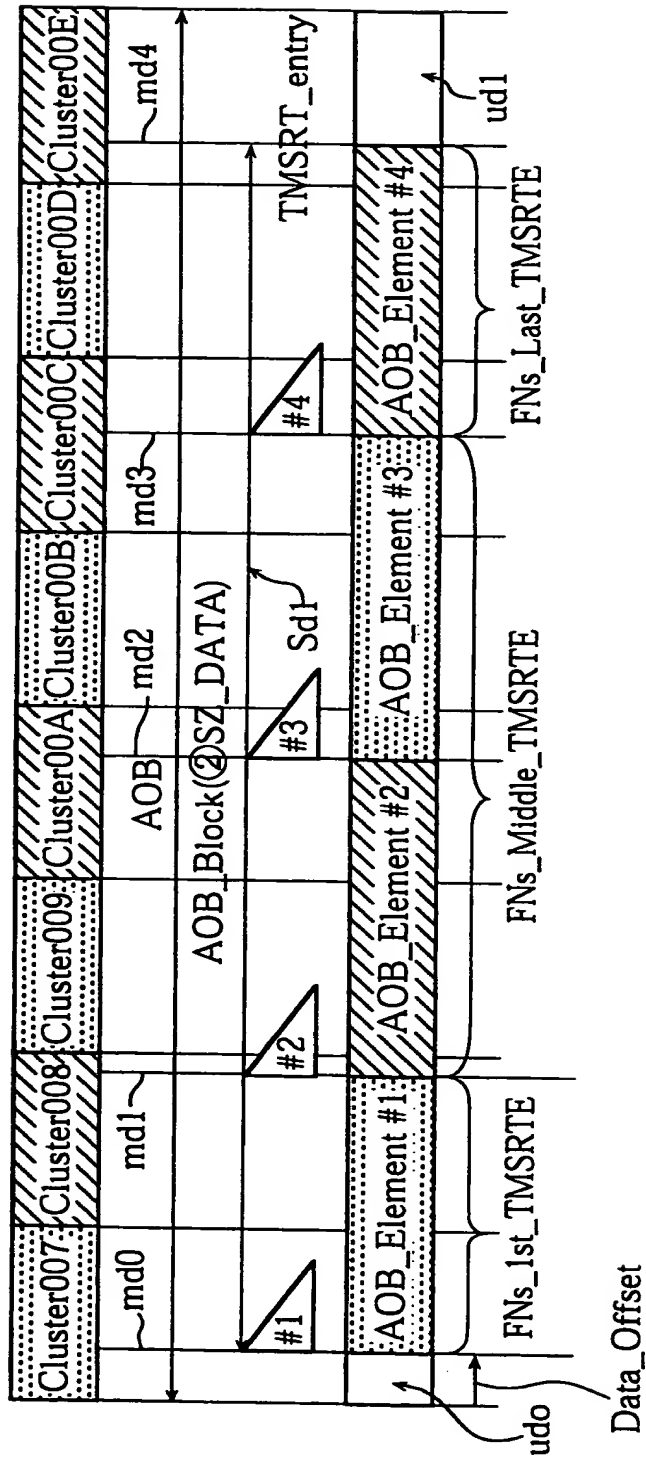 Cluster007 Cluster008 Cluster009 Cluster00A Cluster00B Cluster00C Cluster00D Cluster00E
md0 md1 AOB md2 md3 md4
AOB_Block(②SZ_DATA)
Sd1
TMSRT_entry
#1 #2 #3 #4
AOB_Element #1 AOB_Element #2 AOB_Element #3 AOB_Element #4
udo
ud1
FNs_1st_TMSRTE FNs_Middle_TMSRTE FNs_Last_TMSRTE
Data_Offset